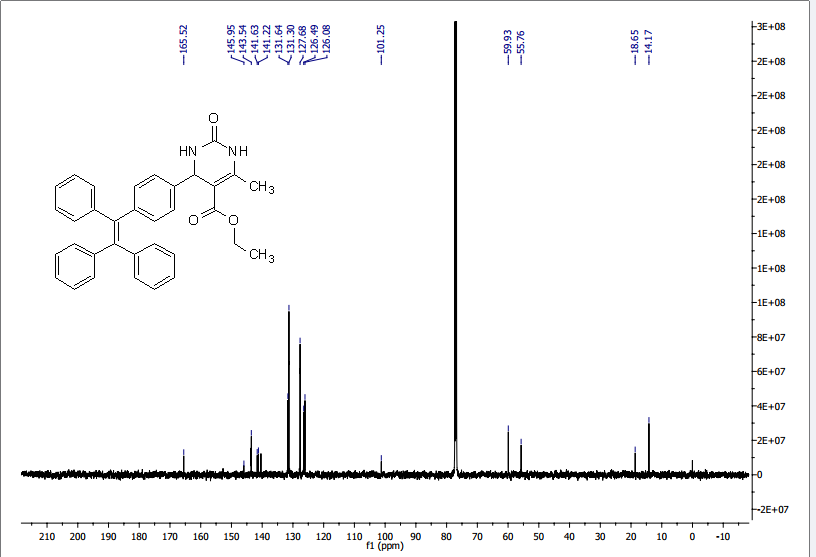 165.52
145.95
143.54
141.63
141.22
131.64
131.30
127.68
126.49
126.08
101.25
59.93
55.76
18.65
14.17
O
HN
NH
CH3
O
O
CH3
3E+08
2E+08
2E+08
2E+08
2E+08
2E+08
1E+08
1E+08
1E+08
8E+07
6E+07
4E+07
2E+07
0
-2E+07
210 200 190 180 170 160 150 140 130 120 110 100 90 80 70 60 50 40 30 20 10 0 -10
f1 (ppm)